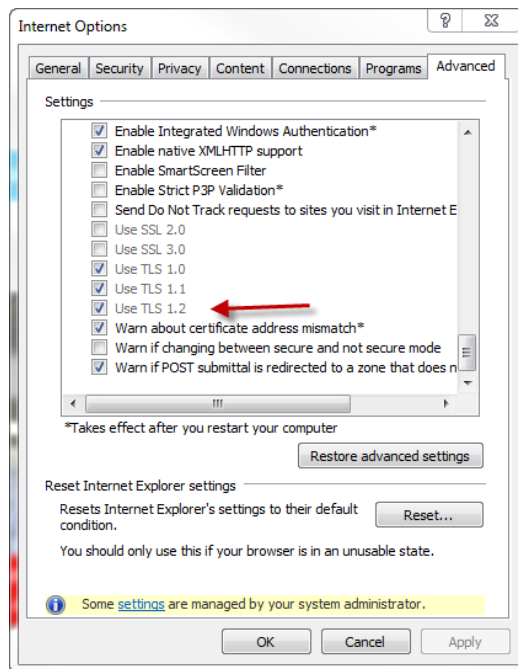 Internet Options
General Security Privacy Content Connections Programs Advanced
Settings
Enable Integrated Windows Authentication*
Enable native XMLHTTP support
Enable SmartScreen Filter
Enable Strict P3P Validation*
Send Do Not Track requests to sites you visit in Internet E
Use SSL 2.0
Use SSL 3.0
Use TLS 1.0
Use TLS 1.1
Use TLS 1.2
Warn about certificate address mismatch*
Warn if changing between secure and not secure mode
Warn if POST submittal is redirected to a zone that does n
*Takes effect after you restart your computer
Restore advanced settings
Reset Internet Explorer settings
Resets Internet Explorer's settings to their default
condition.
Reset...
You should only use this if your browser is in an unusable state.
Some settings are managed by your system administrator.
OK Cancel Apply